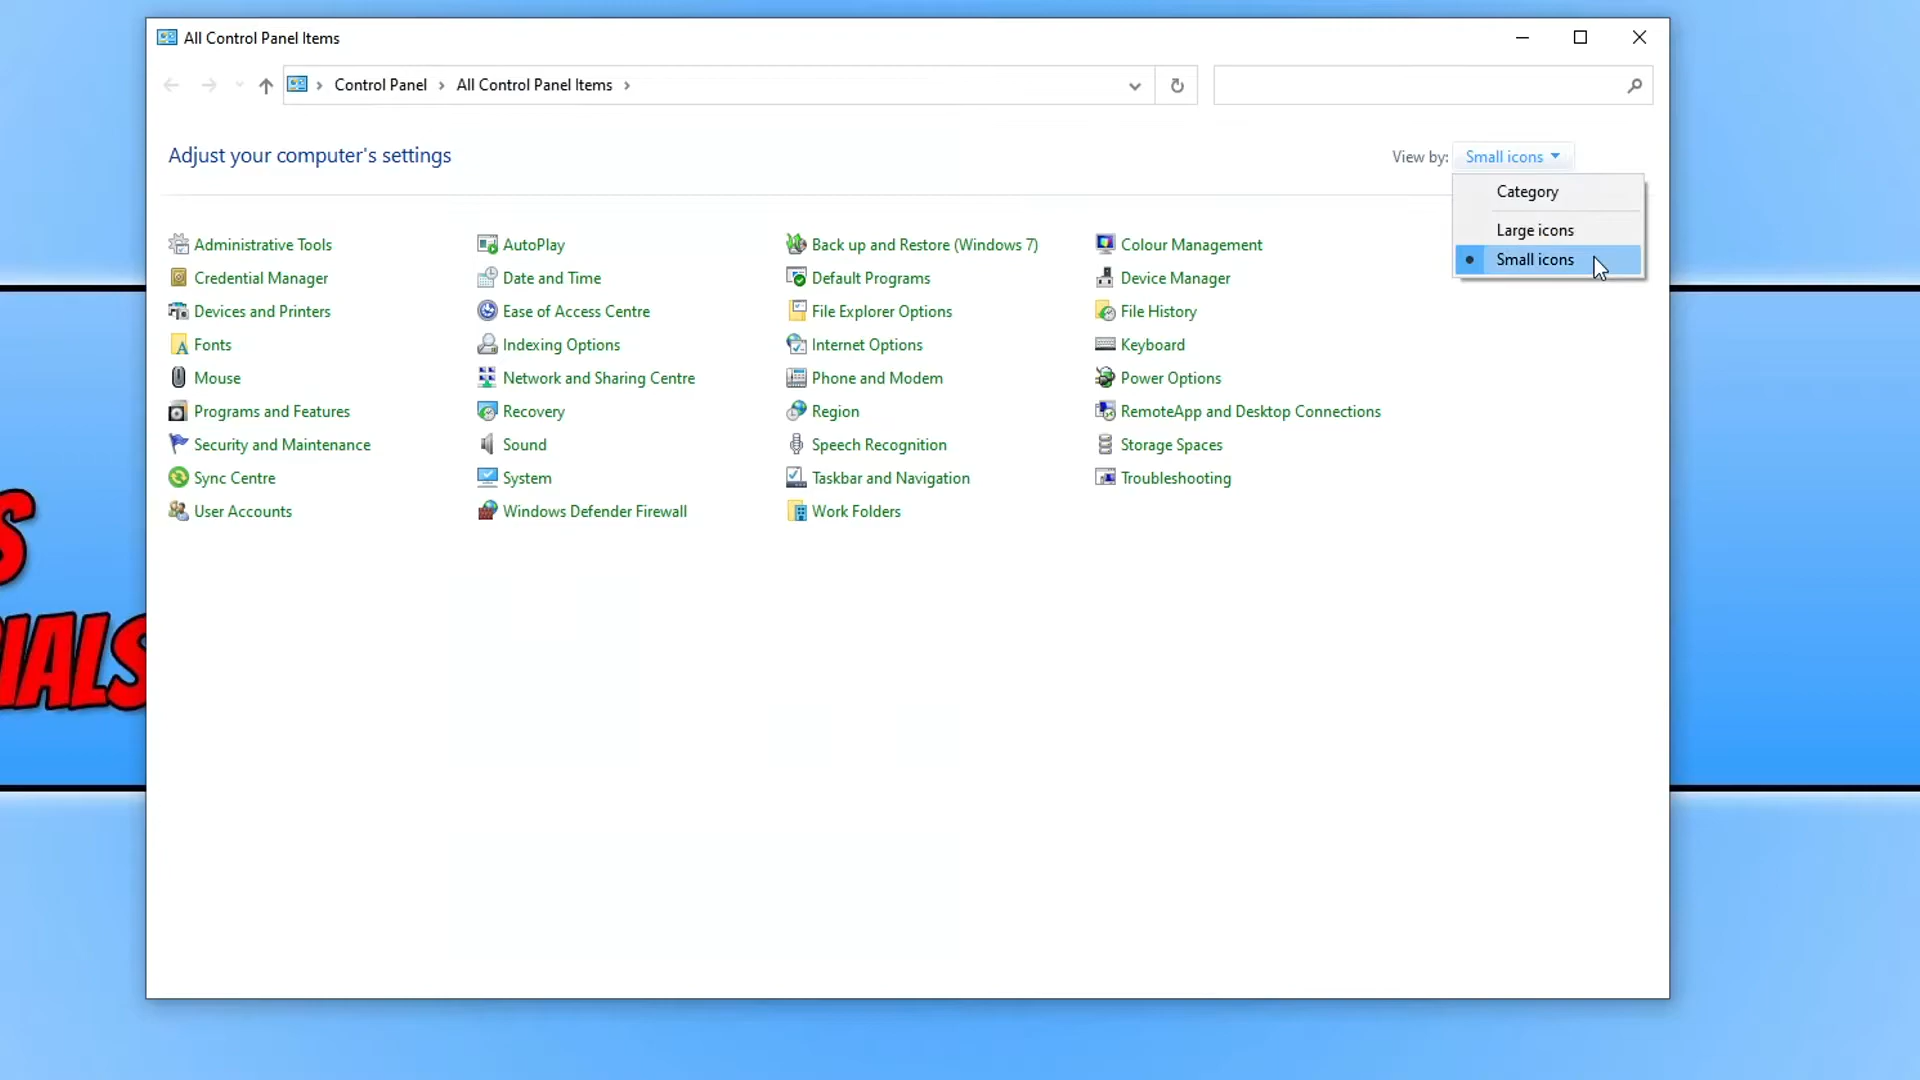 All Control Panel Items
Control Panel > All Control Panel Items >
Adjust your computer's settings
View by: Small icons
Category
Large icons
Small icons
Administrative Tools
AutoPlay
Back up and Restore (Windows 7)
Colour Management
Credential Manager
Date and Time
Default Programs
Device Manager
Devices and Printers
Ease of Access Centre
File Explorer Options
File History
Fonts
Indexing Options
Internet Options
Keyboard
Mouse
Network and Sharing Centre
Phone and Modem
Power Options
Programs and Features
Recovery
Region
RemoteApp and Desktop Connections
Security and Maintenance
Sound
Speech Recognition
Storage Spaces
Sync Centre
System
Taskbar and Navigation
Troubleshooting
User Accounts
Windows Defender Firewall
Work Folders
S
IALS